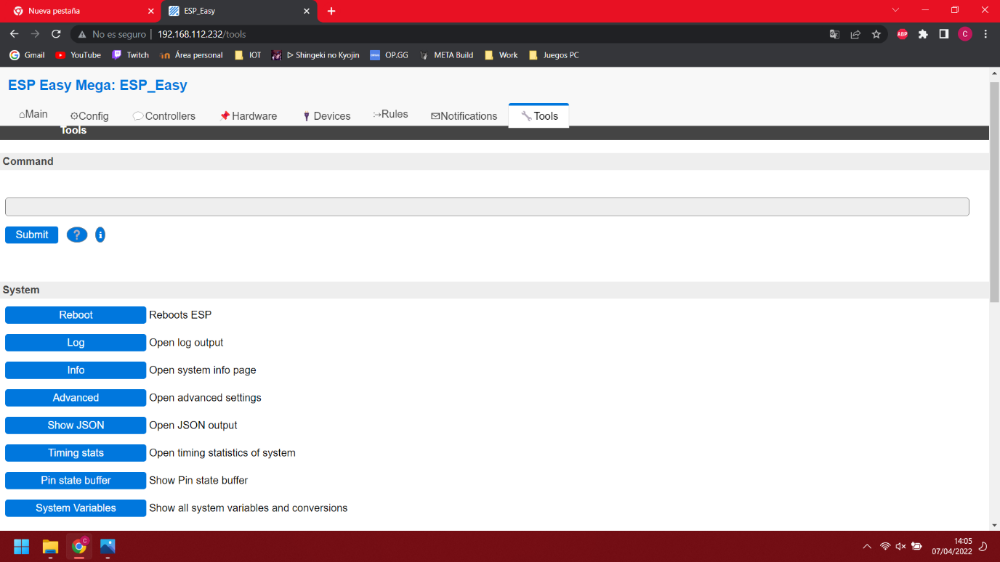 Nueva pestaña
ESP_Easy
No es seguro | 192.168.112.232/tools
ABP
C
Gmail YouTube Twitch Área personal IOT ▷ Shingeki no Kyojin OP.GG META Build Work Juegos PC
ESP Easy Mega: ESP_Easy
Main Config Controllers Hardware Devices Rules Notifications Tools
Tools
Command
Submit ? i
System
Reboot Reboots ESP
Log Open log output
Info Open system info page
Advanced Open advanced settings
Show JSON Open JSON output
Timing stats Open timing statistics of system
Pin state buffer Show Pin state buffer
System Variables Show all system variables and conversions
14:05
07/04/2022